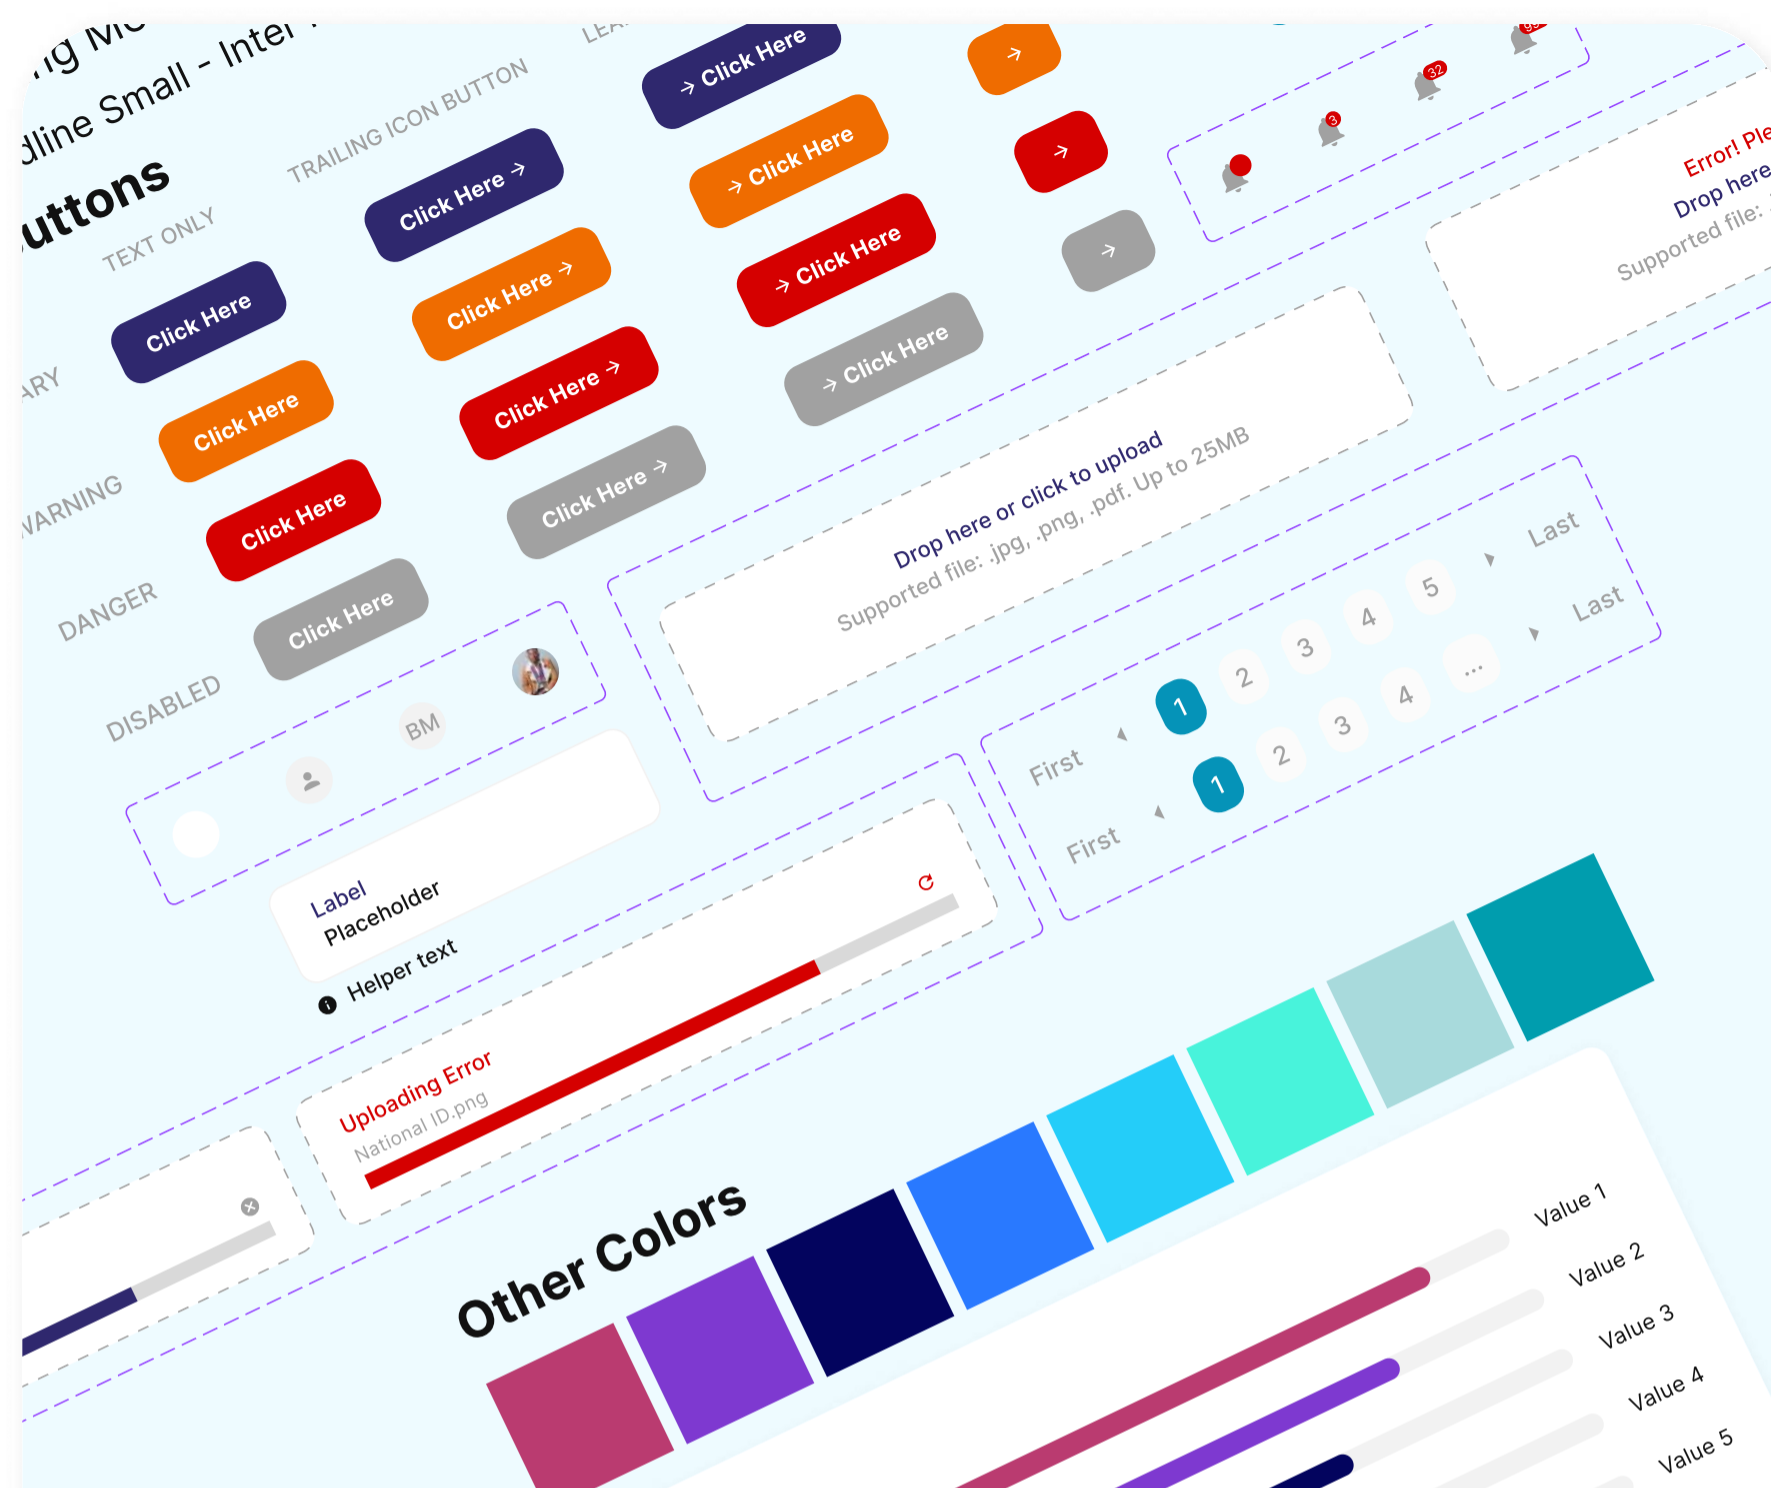 ng Mo
dline Small - Inter
uttons
TEXT ONLY
TRAILING ICON BUTTON
LEA
ARY
WARNING
DANGER
DISABLED
Click Here
Click Here
Click Here
Click Here
Click Here →
Click Here →
Click Here →
Click Here →
→ Click Here
→ Click Here
→ Click Here
→ Click Here
→
→
→
3
32
99
Error! Ple
Drop here
Supported file:
Drop here or click to upload
Supported file: .jpg, .png, .pdf. Up to 25MB
BM
Label
Placeholder
Helper text
First 1 2 3 4 5 Last
First 1 2 3 4 ... Last
Uploading Error
National ID.png
Other Colors
Value 1
Value 2
Value 3
Value 4
Value 5